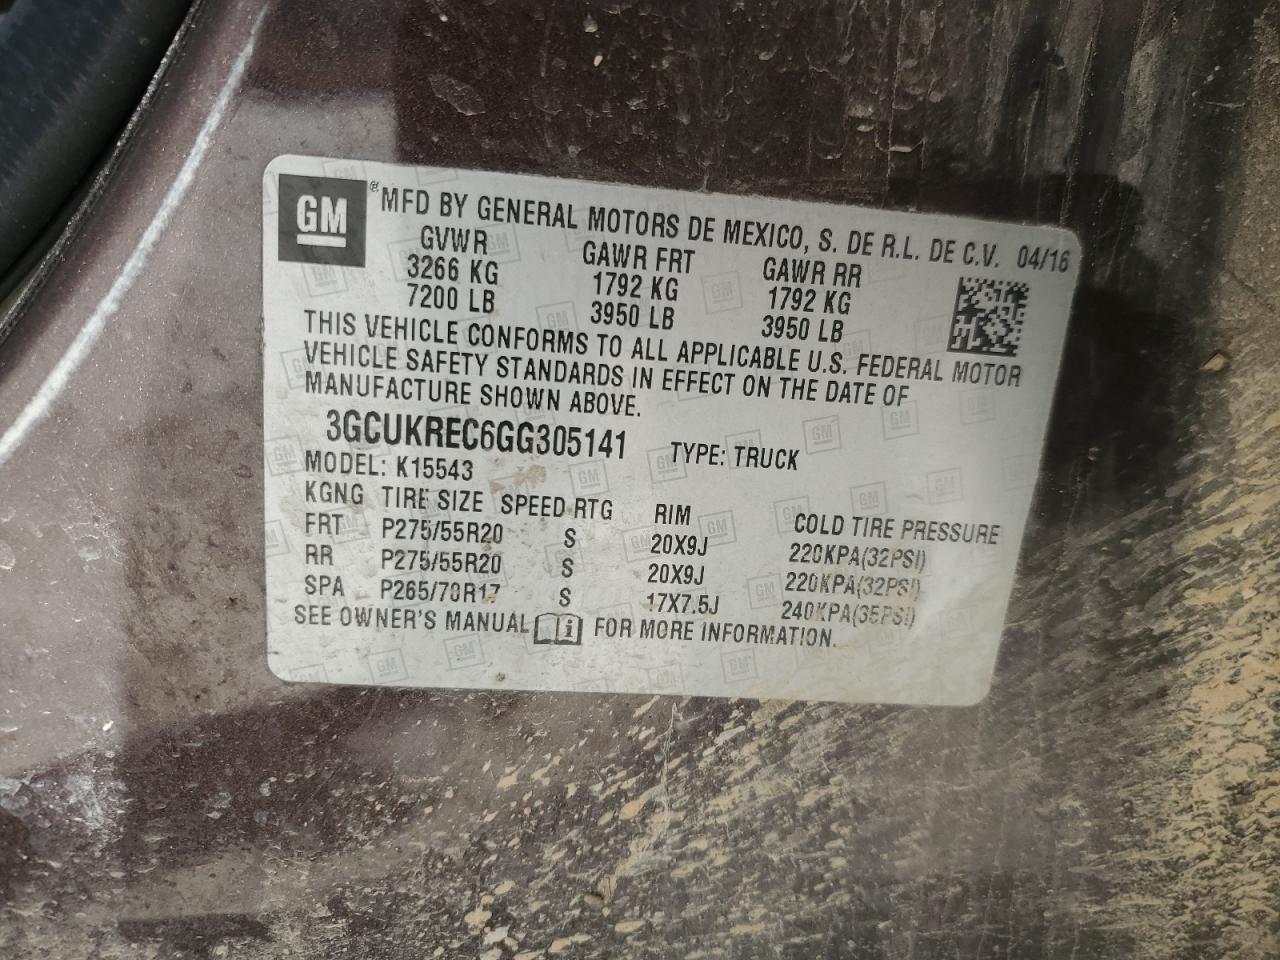 GM ® MFD BY GENERAL MOTORS DE MEXICO, S. DE R.L. DE C.V. 04/16
GVWR GAWR FRT GAWR RR
3266 KG 1792 KG 1792 KG
7200 LB 3950 LB 3950 LB
THIS VEHICLE CONFORMS TO ALL APPLICABLE U.S. FEDERAL MOTOR
VEHICLE SAFETY STANDARDS IN EFFECT ON THE DATE OF
MANUFACTURE SHOWN ABOVE.
3GCUKREC6GG305141 TYPE: TRUCK
MODEL: K15543
KGNG TIRE SIZE SPEED RTG RIM COLD TIRE PRESSURE
FRT P275/55R20 S 20X9J 220KPA(32PSI)
RR P275/55R20 S 20X9J 220KPA(32PSI)
SPA P265/70R17 S 17X7.5J 240KPA(35PSI)
SEE OWNER'S MANUAL FOR MORE INFORMATION.